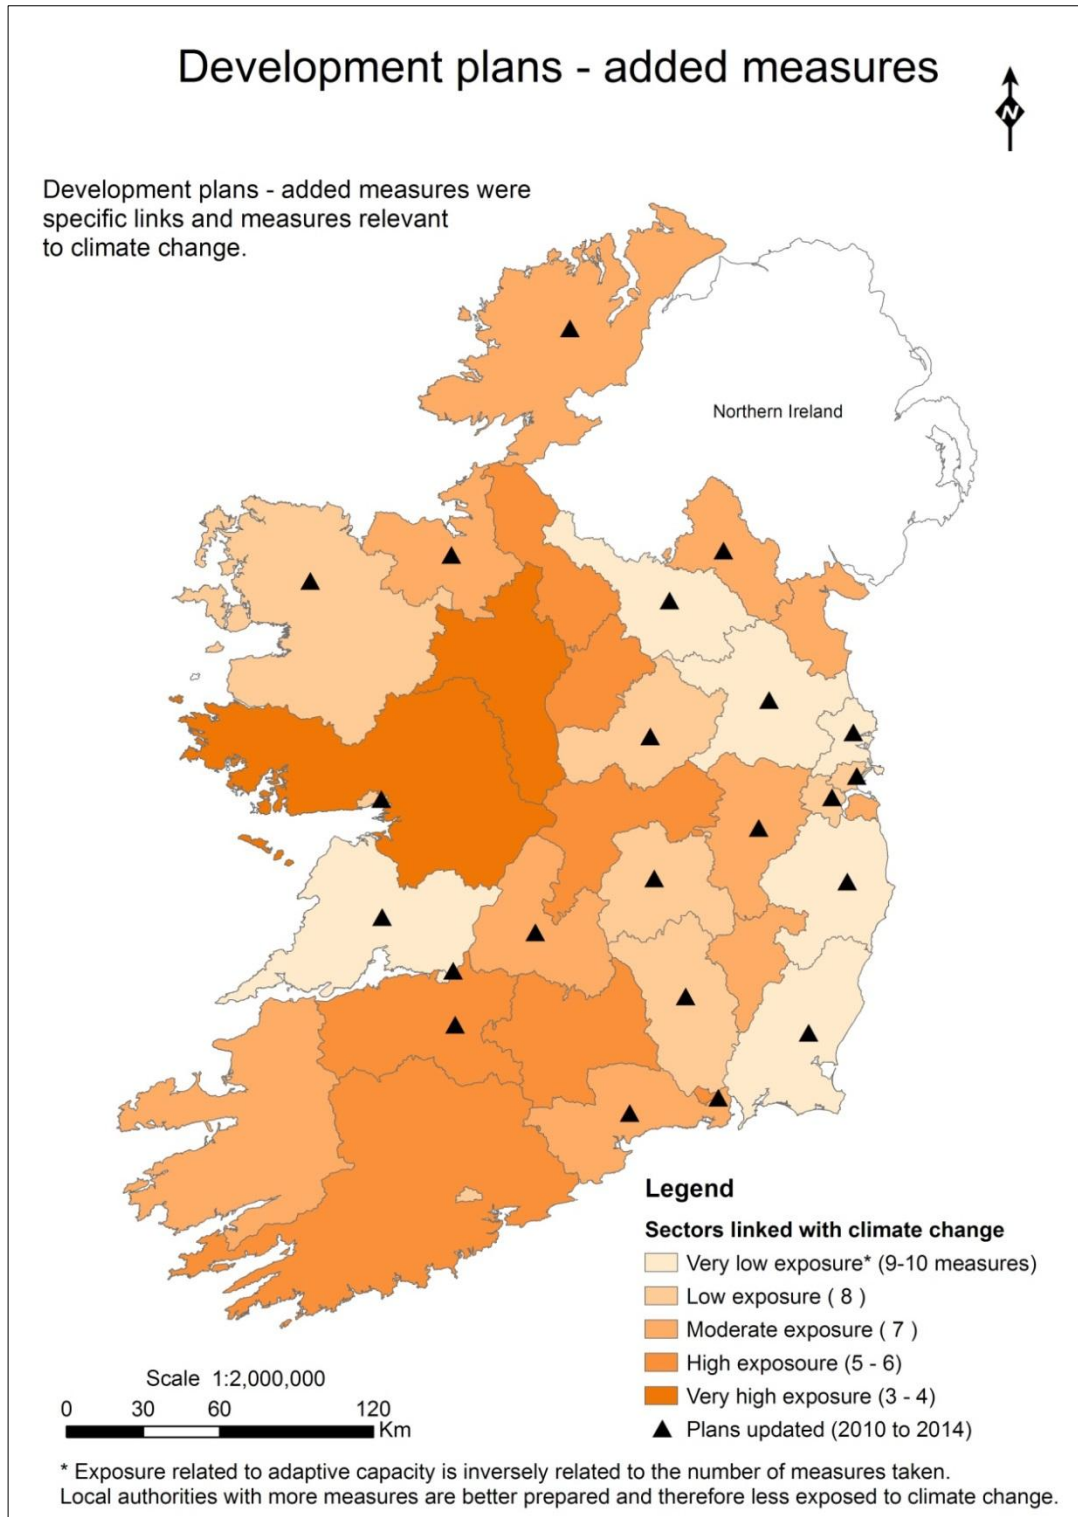 Development plans - added measures
N
Development plans - added measures were
specific links and measures relevant
to climate change.
Northern Ireland
Legend
Sectors linked with climate change
Very low exposure* (9-10 measures)
Low exposure ( 8 )
Moderate exposure ( 7 )
High exposoure (5 - 6)
Very high exposure (3 - 4)
Plans updated (2010 to 2014)
Scale 1:2,000,000
0 30 60 120
Km
* Exposure related to adaptive capacity is inversely related to the number of measures taken.
Local authorities with more measures are better prepared and therefore less exposed to climate change.